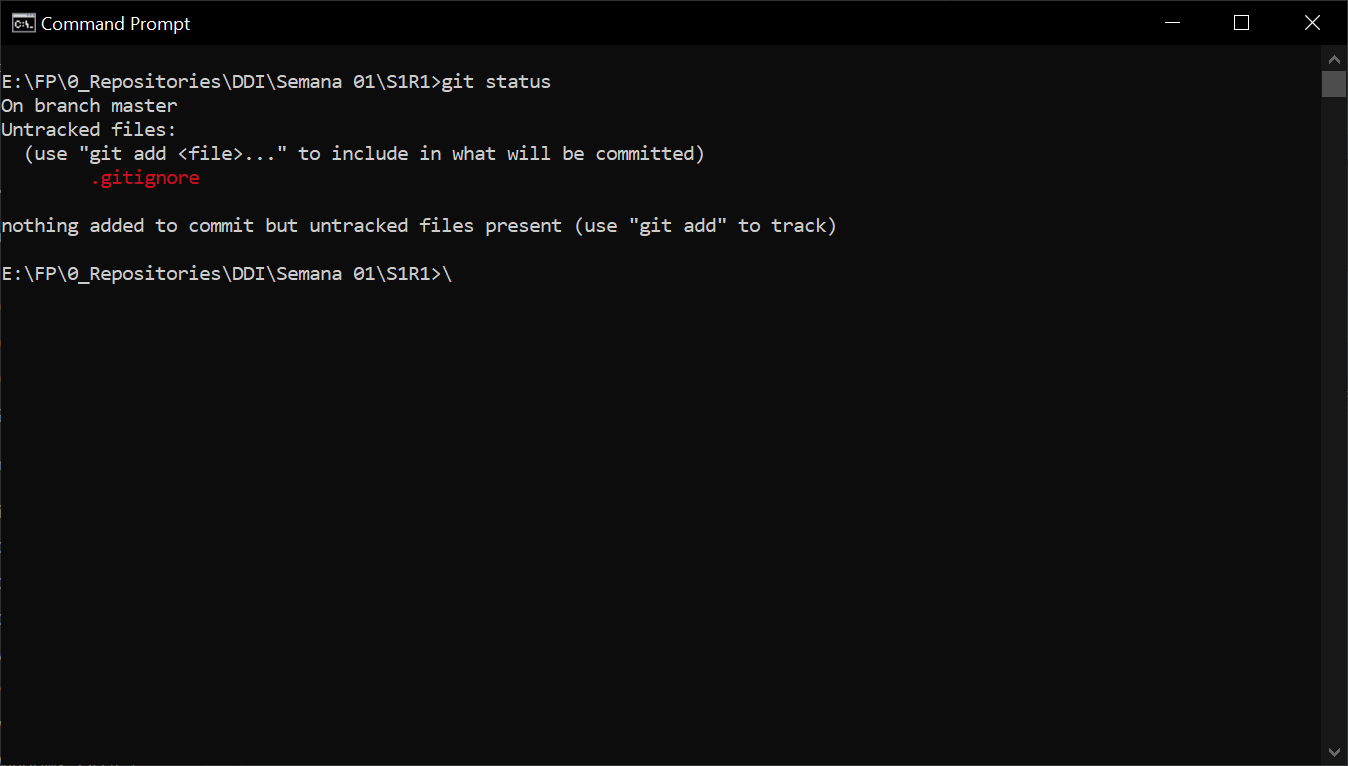 Command Prompt
E:\FP\0_Repositories\DDI\Semana 01\S1R1>git status
On branch master
Untracked files:
  (use "git add <file>..." to include in what will be committed)
        .gitignore
nothing added to commit but untracked files present (use "git add" to track)
E:\FP\0_Repositories\DDI\Semana 01\S1R1>\